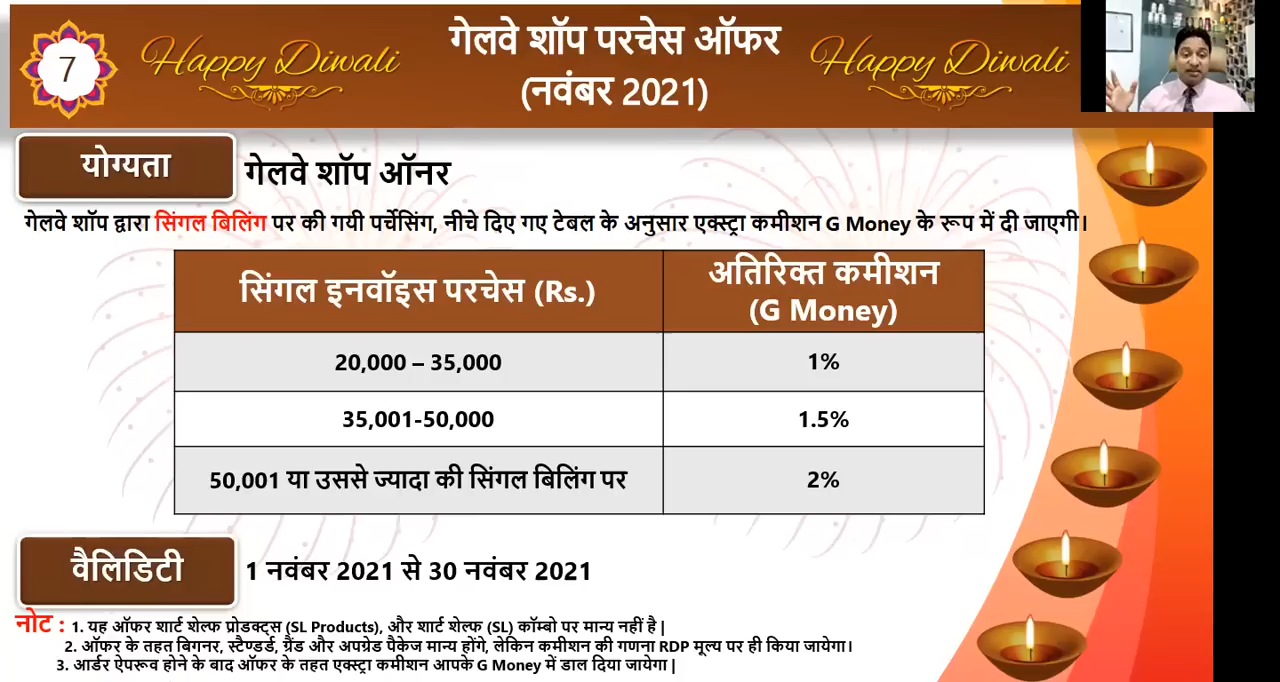 7
Happy Diwali
गेलवे शॉप परचेस ऑफर
(नवंबर 2021)
Happy Diwali
योग्यता
गेलवे शॉप ऑनर
गेलवे शॉप द्वारा सिंगल बिलिंग पर की गयी पर्चेसिंग, नीचे दिए गए टेबल के अनुसार एक्स्ट्रा कमीशन G Money के रूप में दी जाएगी।
सिंगल इनवॉइस परचेस (Rs.)
अतिरिक्त कमीशन
(G Money)
20,000 – 35,000
1%
35,001-50,000
1.5%
50,001 या उससे ज्यादा की सिंगल बिलिंग पर
2%
वैलिडिटी
1 नवंबर 2021 से 30 नवंबर 2021
नोट : 1. यह ऑफर शार्ट शेल्फ प्रोडक्ट्स (SL Products), और शार्ट शेल्फ (SL) कॉम्बो पर मान्य नहीं है |
2. ऑफर के तहत बिगनर, स्टैण्डर्ड, ग्रैंड और अपग्रेड पैकेज मान्य होंगे, लेकिन कमीशन की गणना RDP मूल्य पर ही किया जायेगा।
3. आर्डर ऐपरूव होने के बाद ऑफर के तहत एक्स्ट्रा कमीशन आपके G Money में डाल दिया जायेगा |